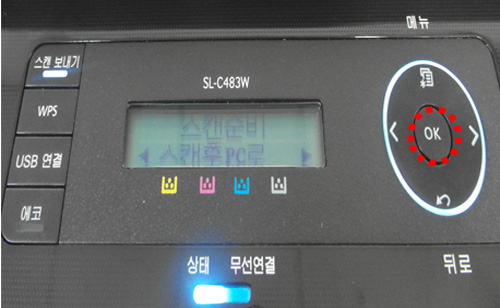 메뉴
스캔 보내기
SL-C483W
WPS
스캔준비
스캔후PC로
OK
USB 연결
에코
상태
무선연결
뒤로